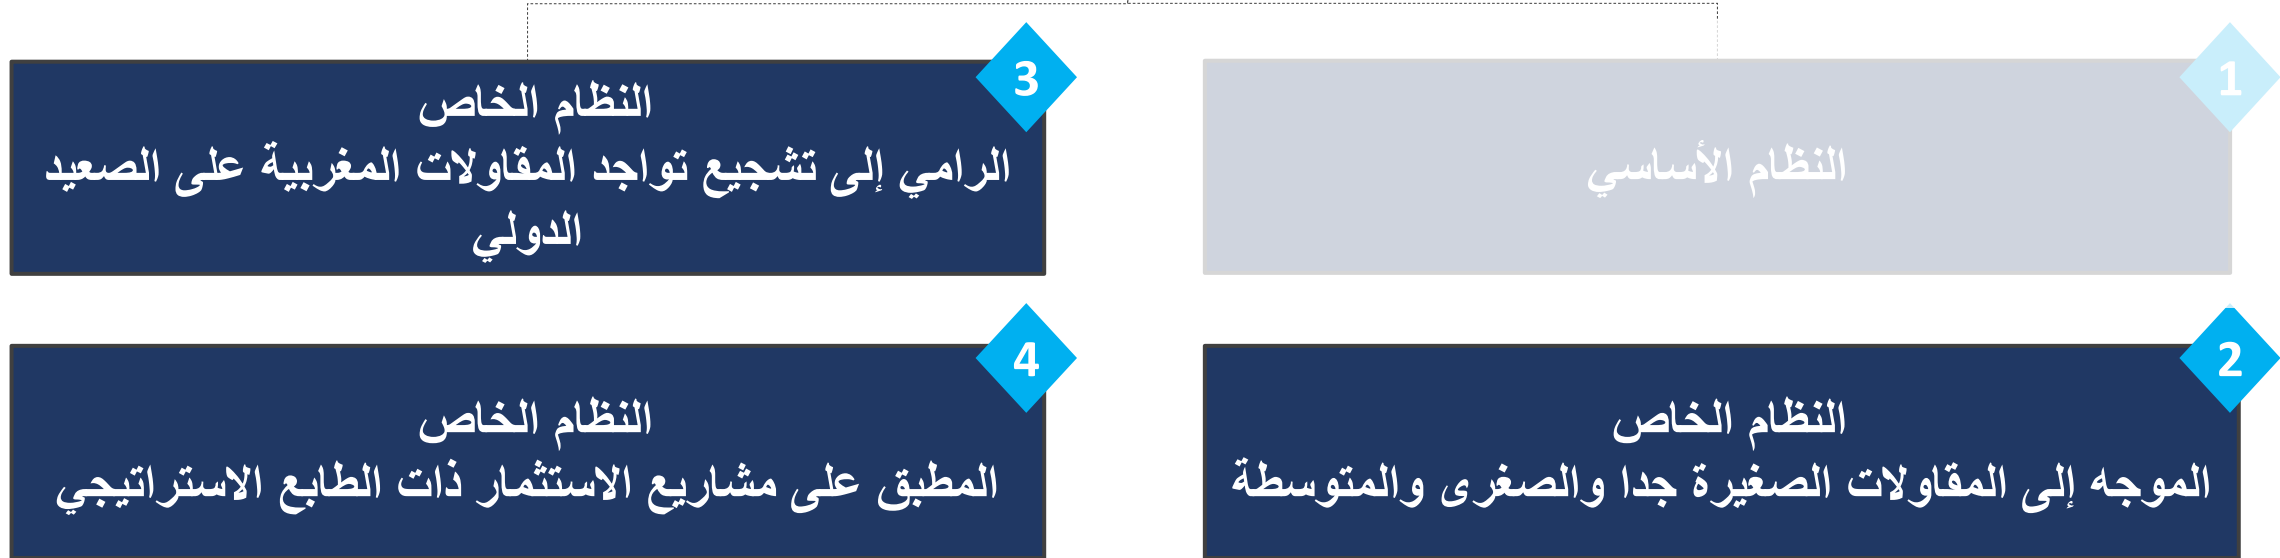 1
النظام الأساسي
2
النظام الخاص
الموجه إلى المقاولات الصغيرة جدا والصغرى والمتوسطة
3
النظام الخاص
الرامي إلى تشجيع تواجد المقاولات المغربية على الصعيد
الدولي
4
النظام الخاص
المطبق على مشاريع الاستثمار ذات الطابع الاستراتيجي